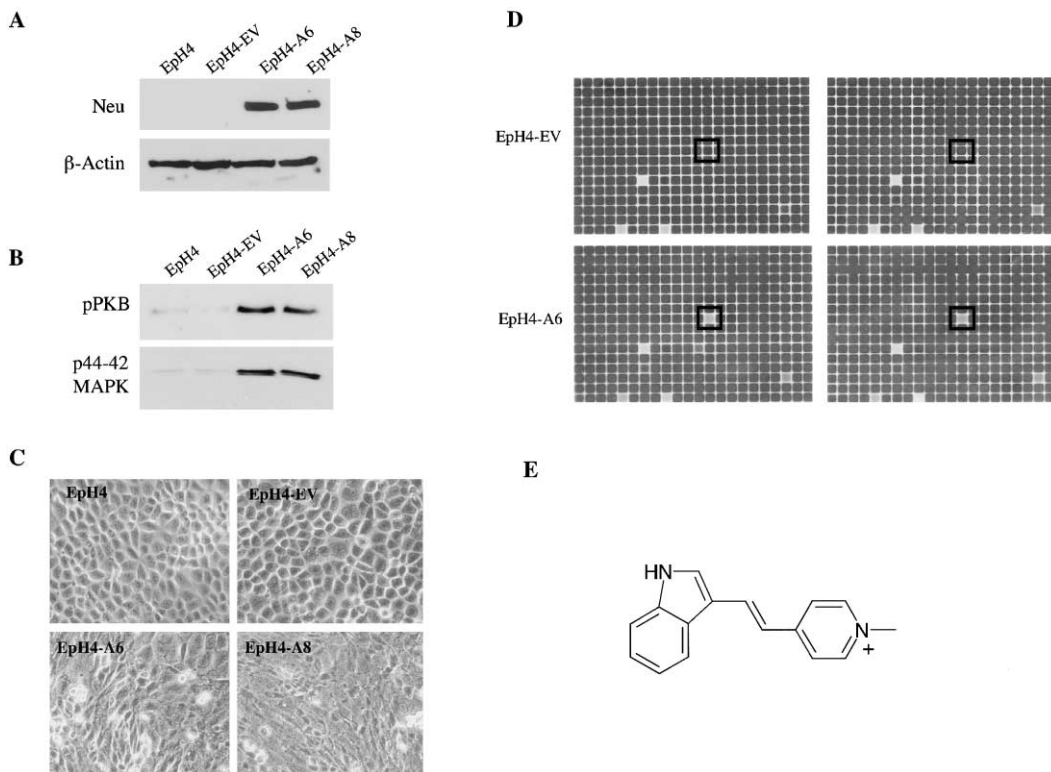 A
EpH4
EpH4-EV
EpH4-A6
EpH4-A8
Neu
β-Actin
B
EpH4
EpH4-EV
EpH4-A6
EpH4-A8
pPKB
p44-42
MAPK
C
EpH4
EpH4-EV
EpH4-A6
EpH4-A8
D
EpH4-EV
EpH4-A6
E
HN
N
+